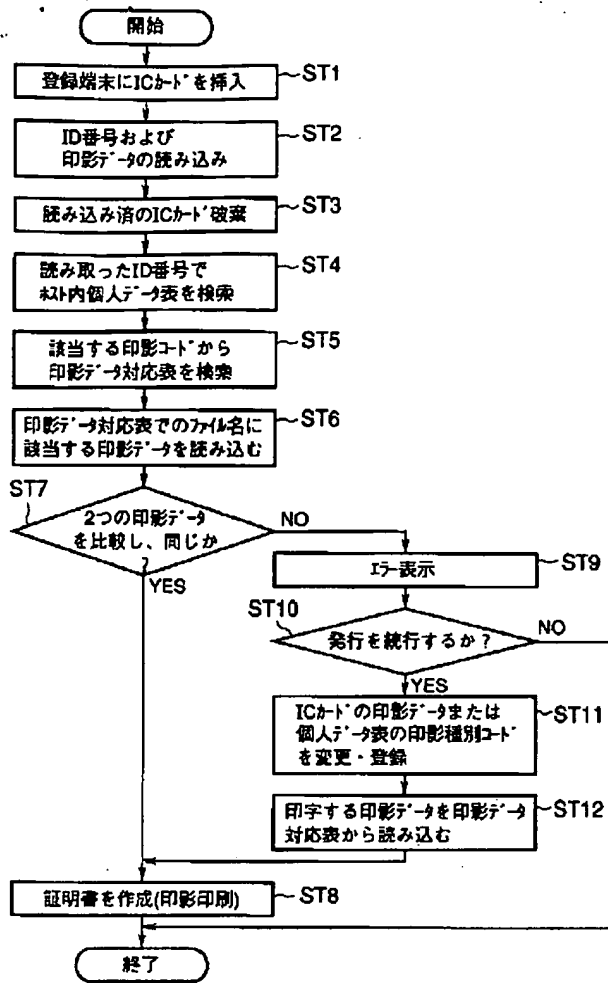 開始
登録端末にICカードを挿入
ST1
ID番号および
印影データの読み込み
ST2
読み込み済のICカード破棄
ST3
読み取ったID番号で
ホスト内個人データ表を検索
ST4
該当する印影コードから
印影データ対応表を検索
ST5
印影データ対応表でのファイル名に
該当する印影データを読み込む
ST6
ST7
2つの印影データ
を比較し、同じか
?
NO
YES
エラー表示
ST9
ST10
発行を続行するか?
NO
YES
ICカードの印影データまたは
個人データ表の印影種別コード
を変更・登録
ST11
印字する印影データを印影データ
対応表から読み込む
ST12
証明書を作成(印影印刷)
ST8
終了